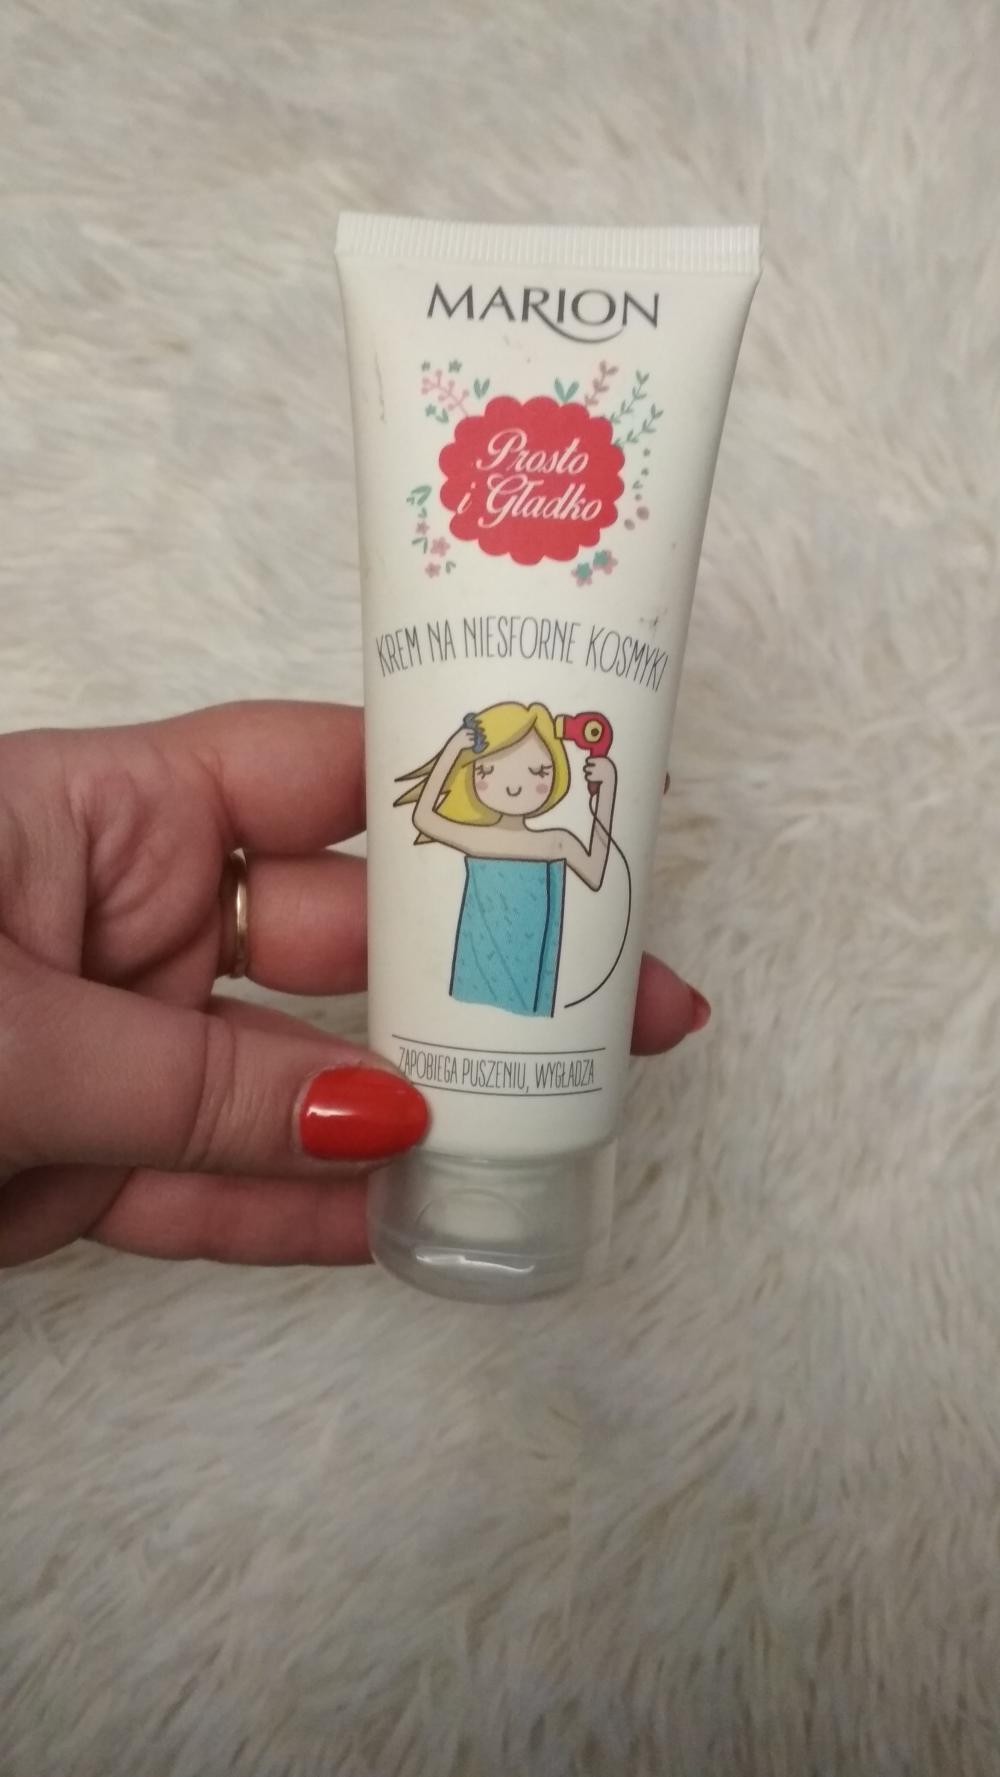 MARION
Prosto
i Gładko
KREM NA NIESFORNE KOSMYKI
ZAPOBIEGA PUSZENIU, WYGŁADZA